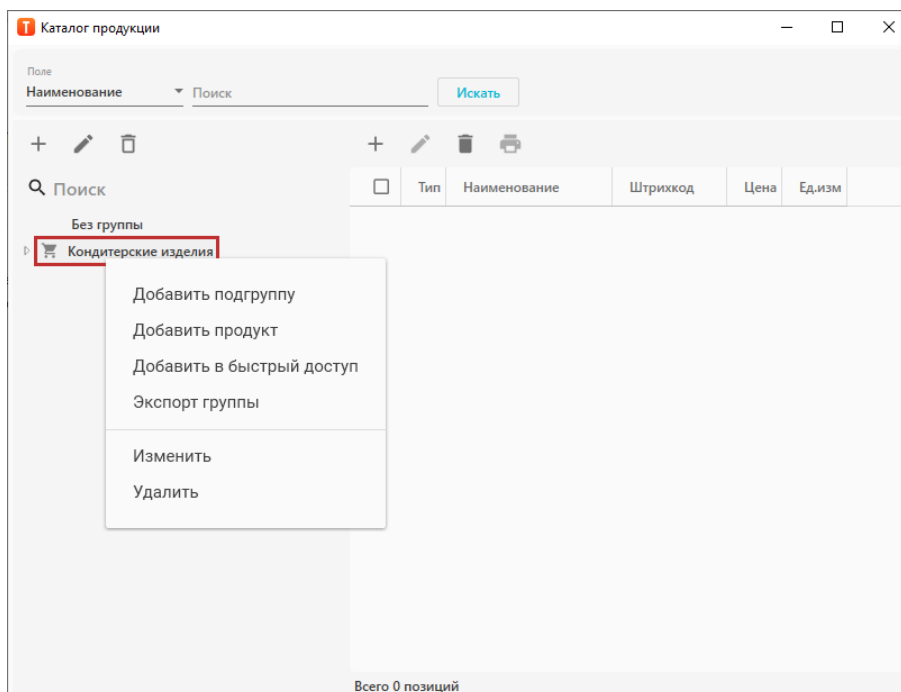 T Каталог продукции
Поле
Наименование Поиск Искать
Поиск
Тип Наименование Штрихкод Цена Ед.изм
Без группы
Кондитерские изделия
Добавить подгруппу
Добавить продукт
Добавить в быстрый доступ
Экспорт группы
Изменить
Удалить
Всего 0 позиций